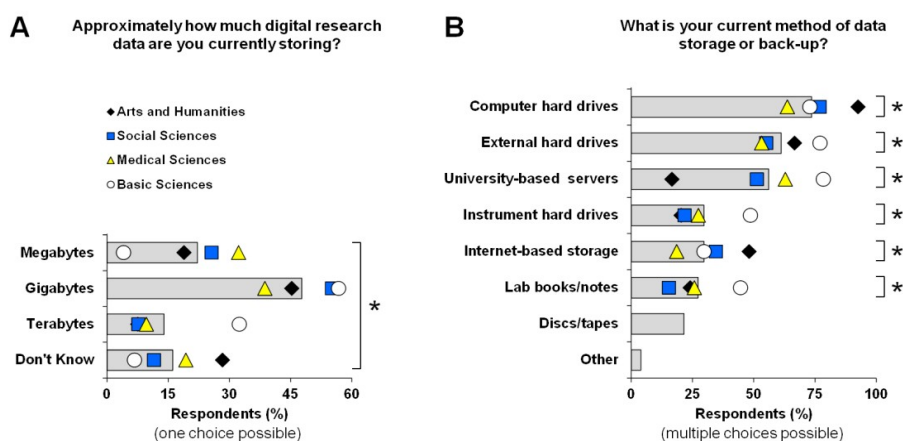 A
Approximately how much digital research
data are you currently storing?
Arts and Humanities
Social Sciences
Medical Sciences
Basic Sciences
Megabytes
Gigabytes
Terabytes
Don't Know
*
0 15 30 45 60
Respondents (%)
(one choice possible)
B
What is your current method of data
storage or back-up?
Computer hard drives
*
External hard drives
*
University-based servers
*
Instrument hard drives
*
Internet-based storage
*
Lab books/notes
*
Discs/tapes
Other
0 25 50 75 100
Respondents (%)
(multiple choices possible)